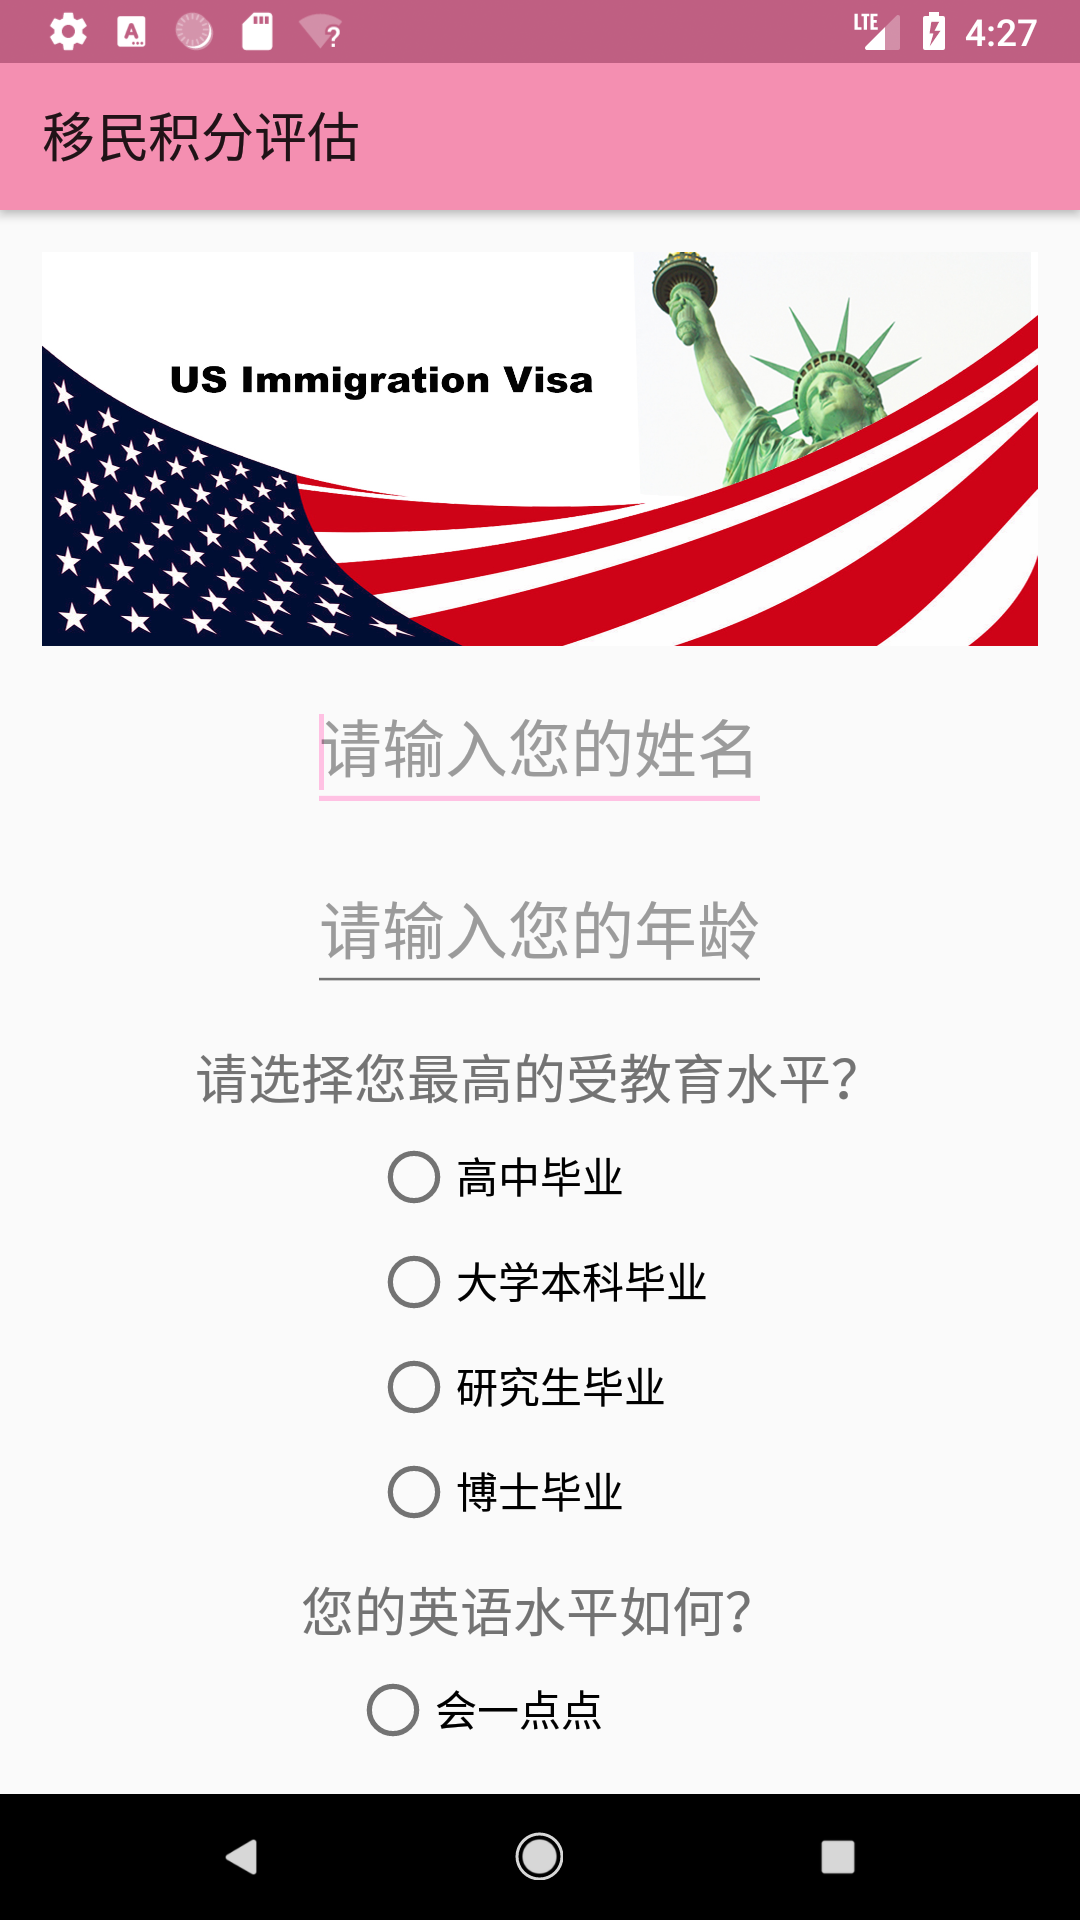 LTE 4:27
移民积分评估
US Immigration Visa
请输入您的姓名
请输入您的年龄
请选择您最高的受教育水平？
高中毕业
大学本科毕业
研究生毕业
博士毕业
您的英语水平如何？
会一点点